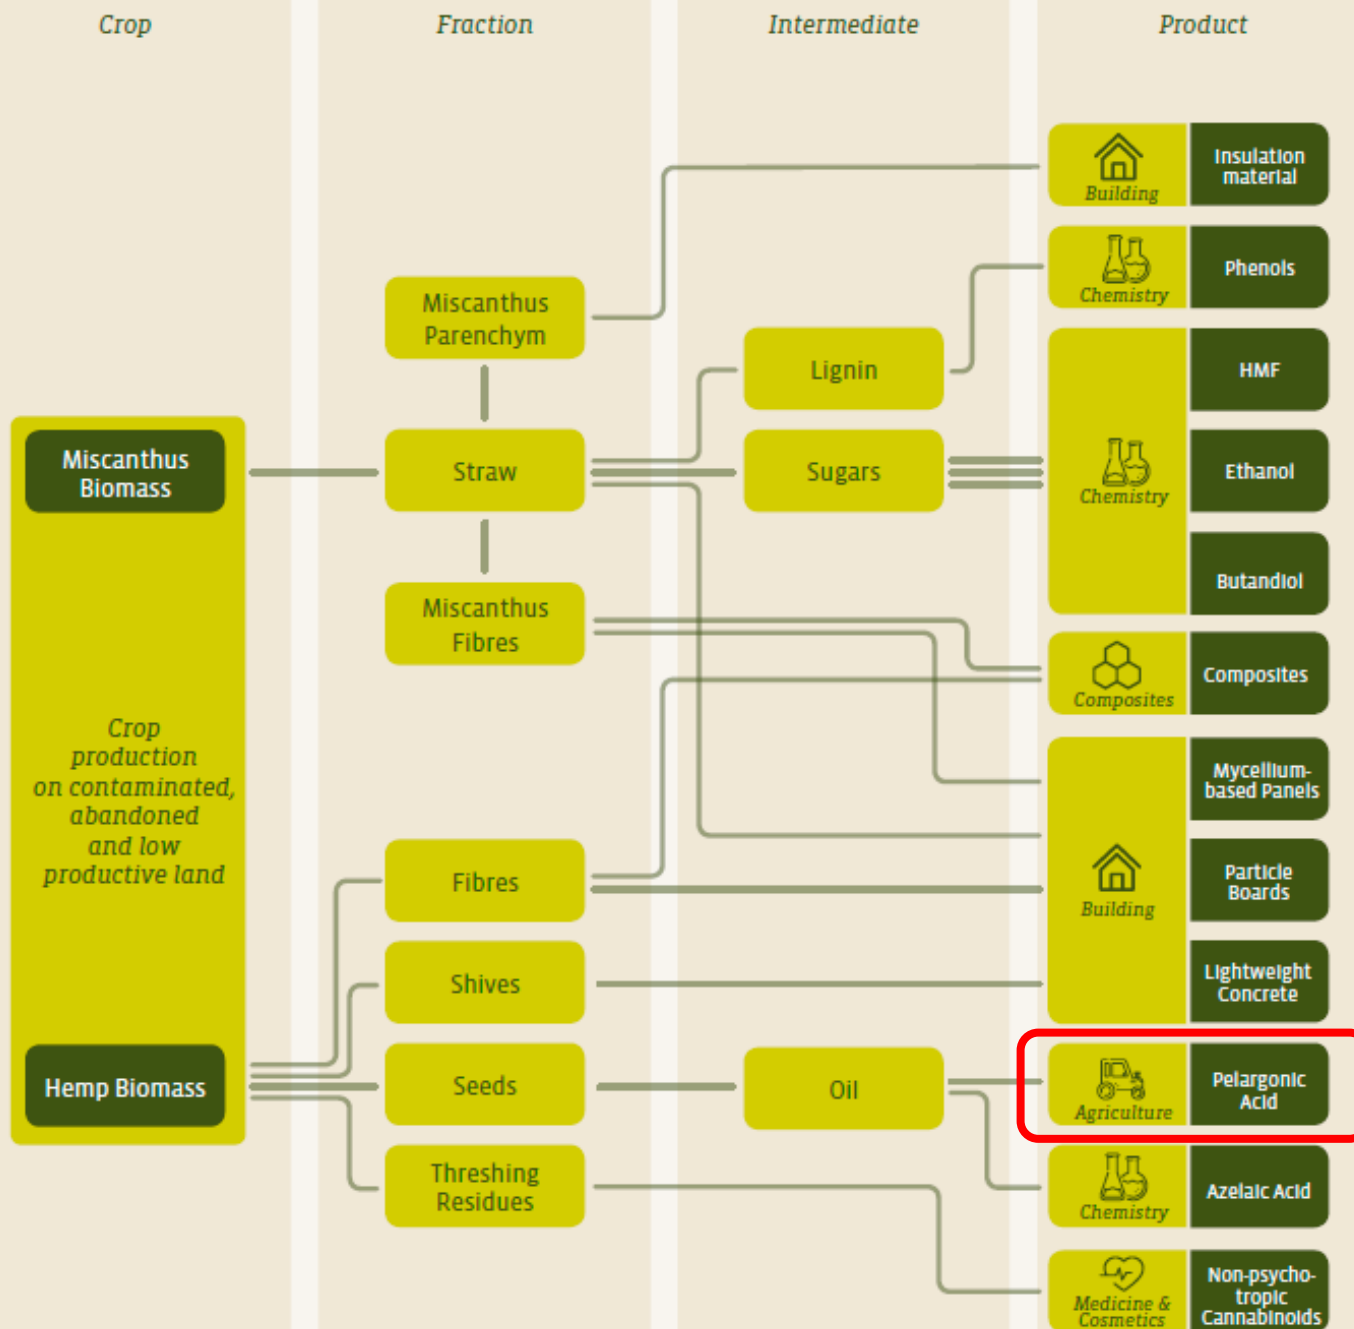 Crop
Fraction
Intermediate
Product
Insulation
material
Building
Phenols
Chemistry
Miscanthus
Parenchym
Lignin
HMF
Miscanthus
Biomass
Straw
Sugars
Chemistry
Ethanol
Butandiol
Miscanthus
Fibres
Composites
Composites
Crop
production
on contaminated,
abandoned
and low
productive land
Mycelium-
based Panels
Fibres
Building
Particle
Boards
Shives
Lightweight
Concrete
Hemp Biomass
Seeds
Oil
Agriculture
Pelargonic
Acid
Threshing
Residues
Chemistry
Azelaic Acid
Medicine &
Cosmetics
Non-psycho-
tropic
Cannabinoids